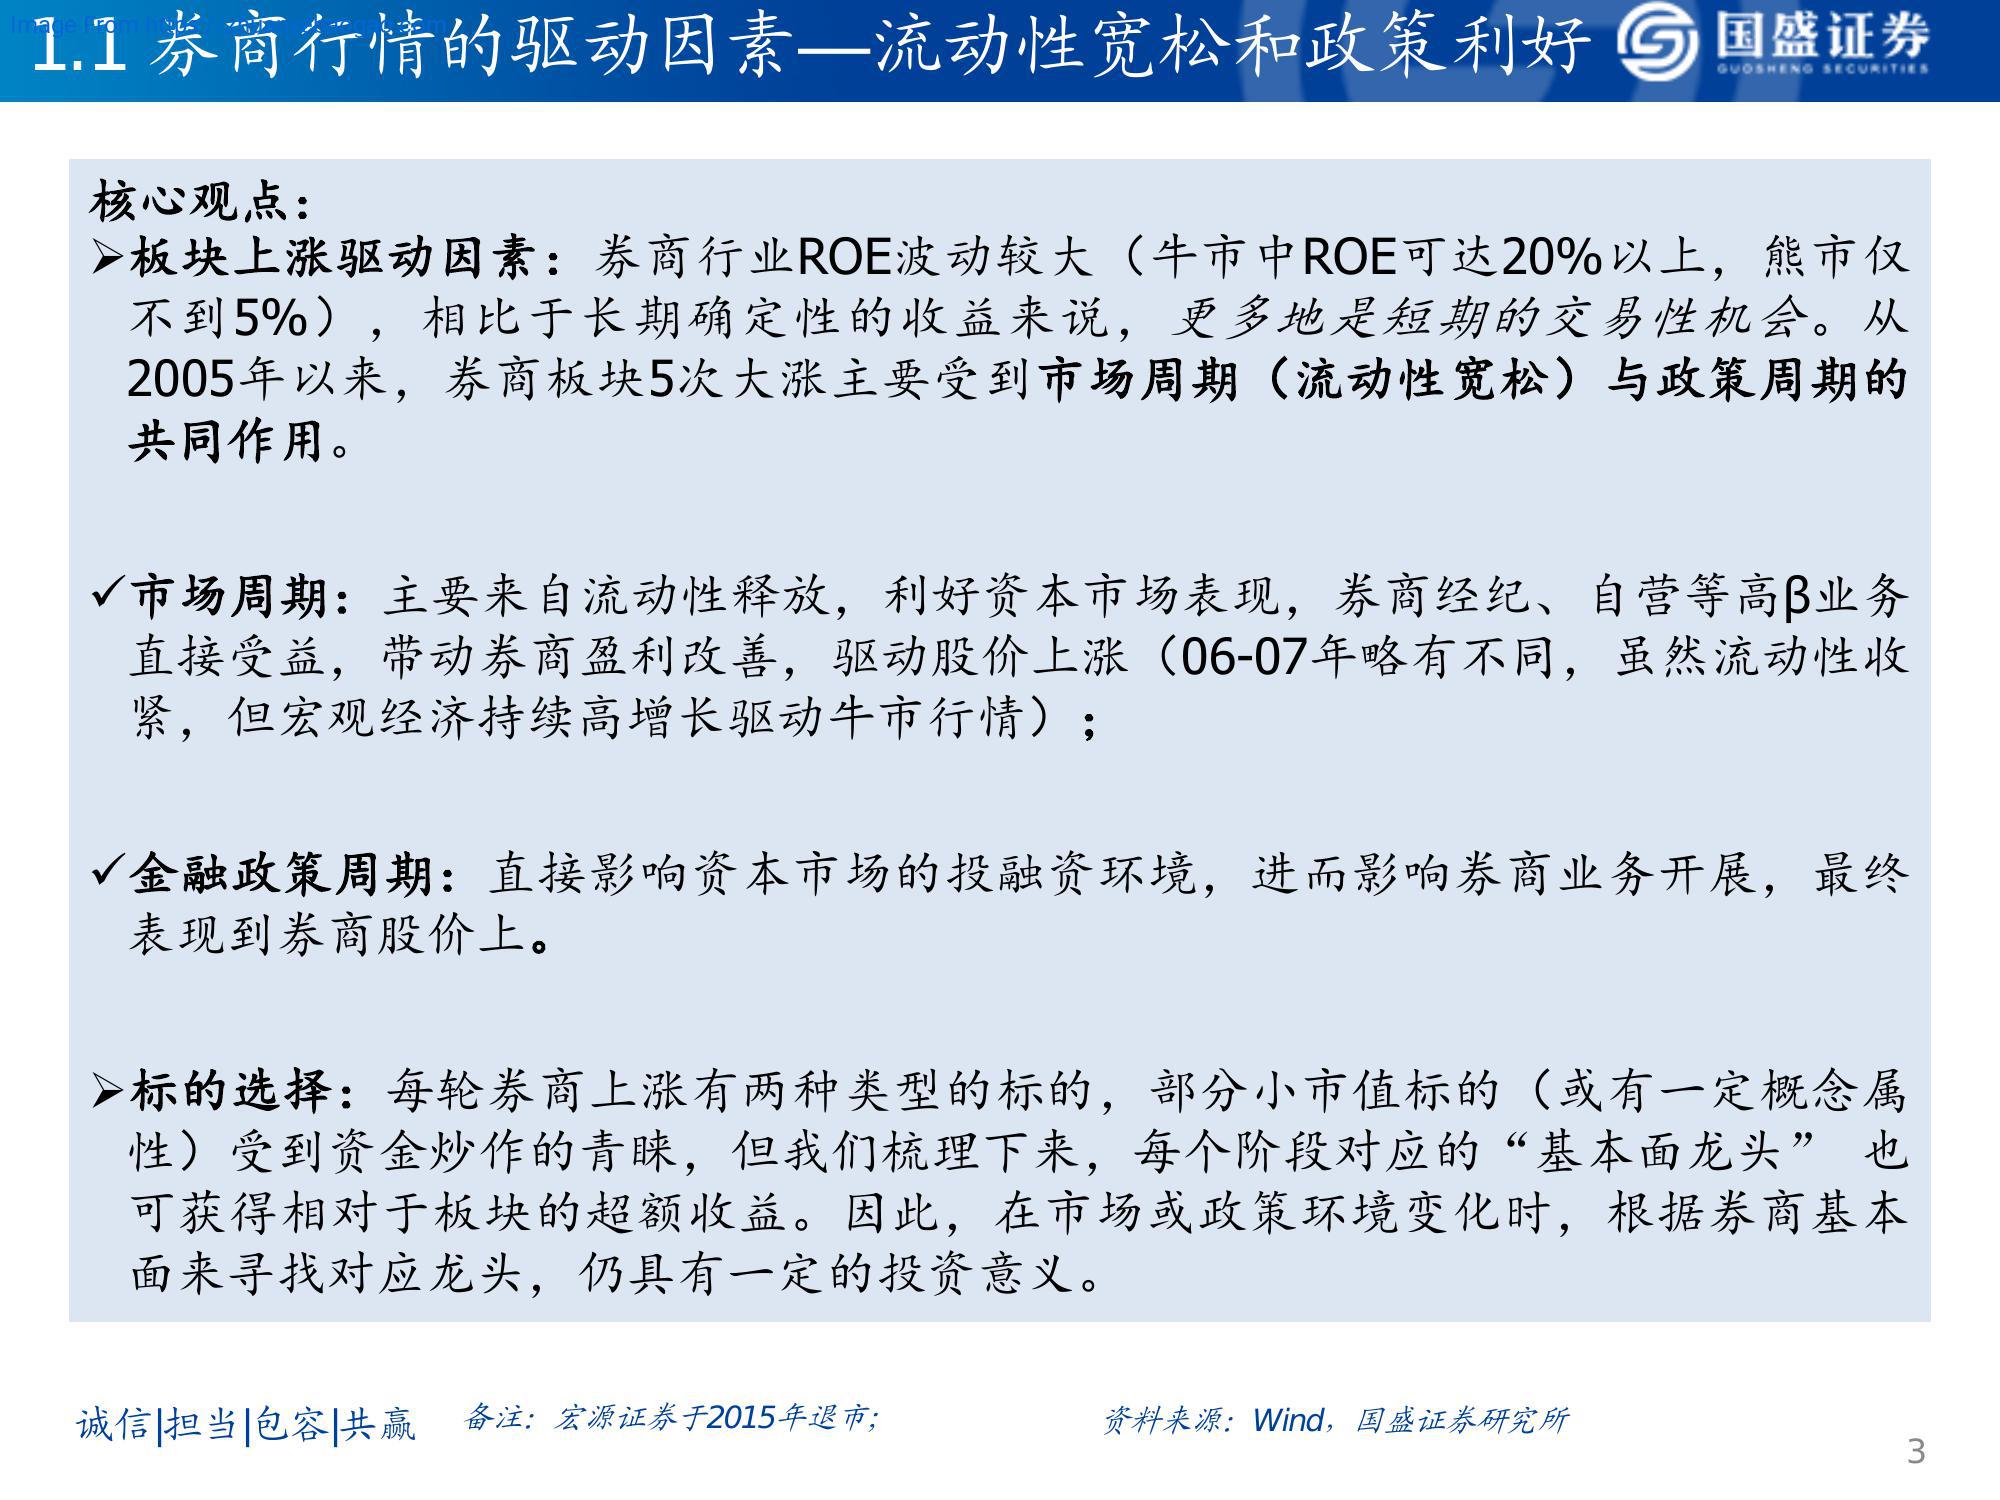 1.1 券商行情的驱动因素—流动性宽松和政策利好
国盛证券
GUOSHENG SECURITIES
核心观点：
➢板块上涨驱动因素：券商行业ROE波动较大（牛市中ROE可达20%以上，熊市仅
不到5%），相比于长期确定性的收益来说，更多地是短期的交易性机会。从
2005年以来，券商板块5次大涨主要受到市场周期（流动性宽松）与政策周期的
共同作用。
✓市场周期：主要来自流动性释放，利好资本市场表现，券商经纪、自营等高β业务
直接受益，带动券商盈利改善，驱动股价上涨（06-07年略有不同，虽然流动性收
紧，但宏观经济持续高增长驱动牛市行情）；
✓金融政策周期：直接影响资本市场的投融资环境，进而影响券商业务开展，最终
表现到券商股价上。
➢标的选择：每轮券商上涨有两种类型的标的，部分小市值标的（或有一定概念属
性）受到资金炒作的青睐，但我们梳理下来，每个阶段对应的“基本面龙头” 也
可获得相对于板块的超额收益。因此，在市场或政策环境变化时，根据券商基本
面来寻找对应龙头，仍具有一定的投资意义。
诚信|担当|包容|共赢
备注：宏源证券于2015年退市;
资料来源：Wind，国盛证券研究所
3